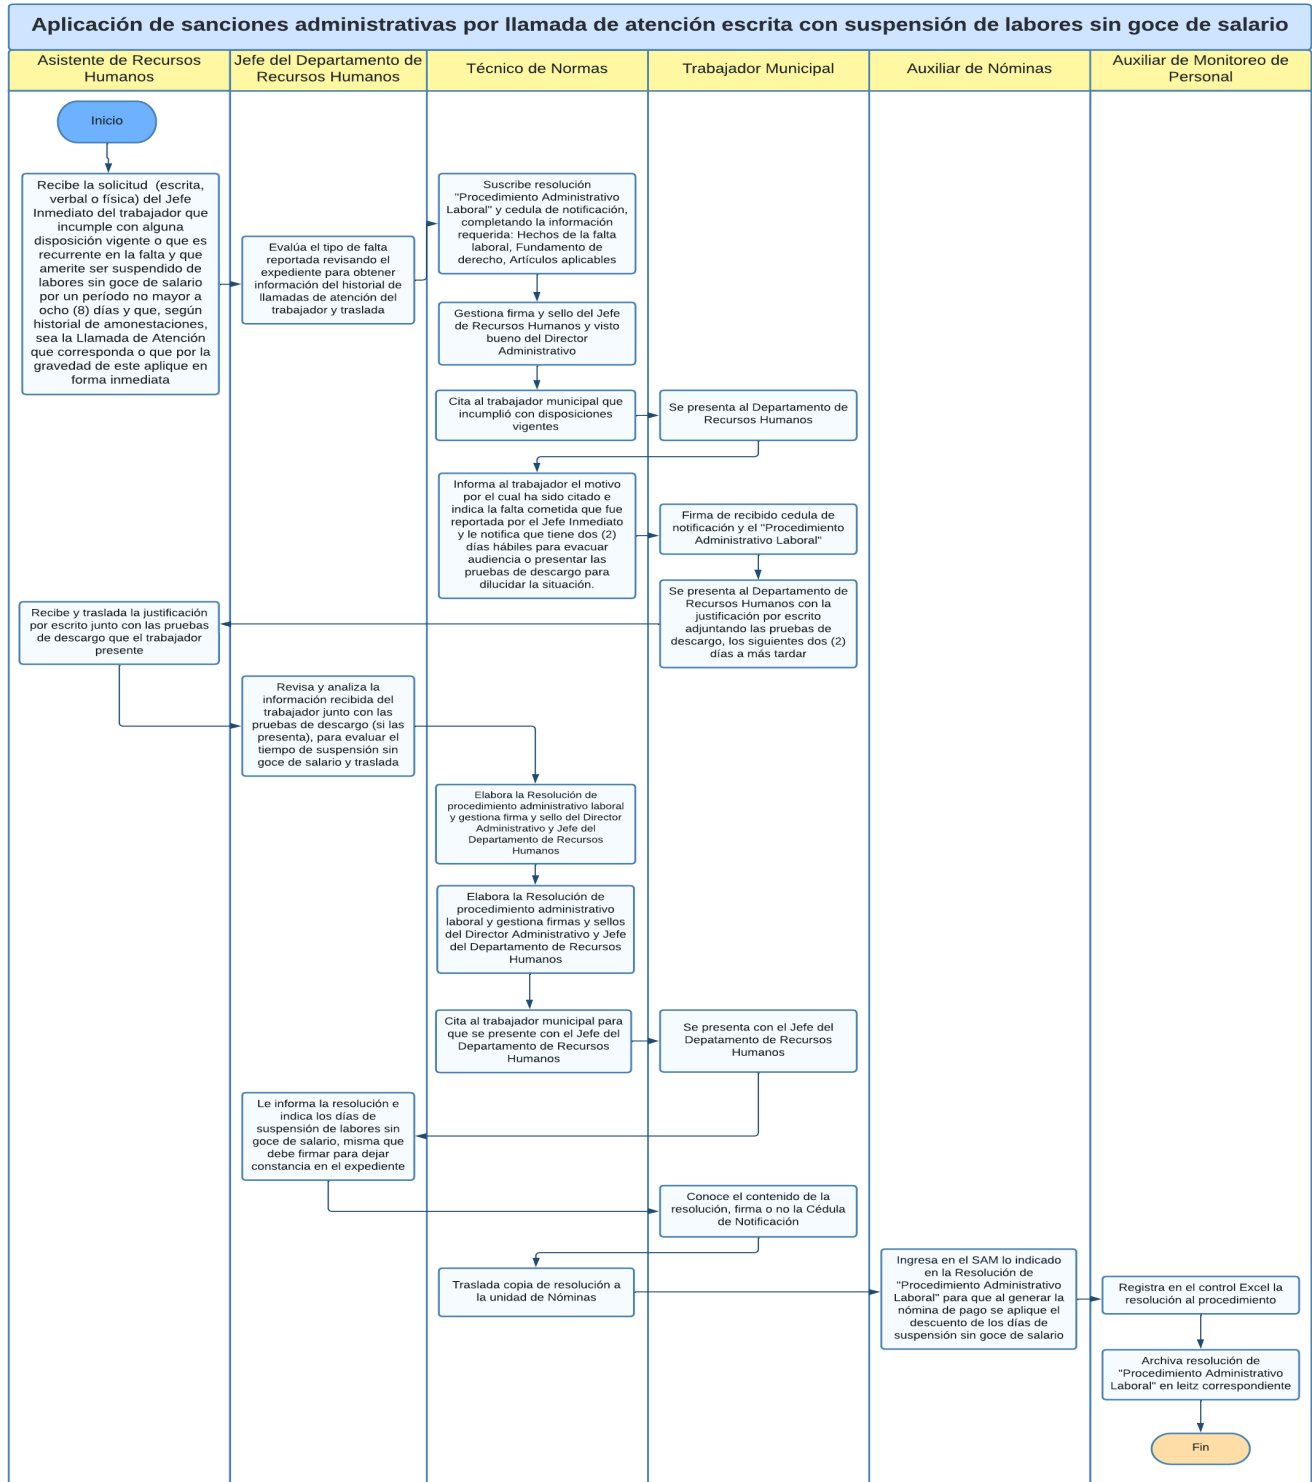 Aplicación de sanciones administrativas por llamada de atención escrita con suspensión de labores sin goce de salario
Asistente de Recursos
Humanos
Jefe del Departamento de
Recursos Humanos
Técnico de Normas
Trabajador Municipal
Auxiliar de Nóminas
Auxiliar de Monitoreo de
Personal
Inicio
Recibe la solicitud  (escrita,
verbal o física) del Jefe
Inmediato del trabajador que
incumple con alguna
disposición vigente o que es
recurrente en la falta y que
amerite ser suspendido de
labores sin goce de salario
por un período no mayor a
ocho (8) días y que, según
historial de amonestaciones,
sea la Llamada de Atención
que corresponda o que por la
gravedad de este aplique en
forma inmediata
Evalúa el tipo de falta
reportada revisando el
expediente para obtener
información del historial de
llamadas de atención del
trabajador y traslada
Suscribe resolución
"Procedimiento Administrativo
Laboral" y cedula de notificación,
completando la información
requerida: Hechos de la falta
laboral, Fundamento de
derecho, Artículos aplicables
Gestiona firma y sello del Jefe
de Recursos Humanos y visto
bueno del Director
Administrativo
Cita al trabajador municipal que
incumplió con disposiciones
vigentes
Se presenta al Departamento de
Recursos Humanos
Informa al trabajador el motivo
por el cual ha sido citado e
indica la falta cometida que fue
reportada por el Jefe Inmediato
y le notifica que tiene dos (2)
días hábiles para evacuar
audiencia o presentar las
pruebas de descargo para
dilucidar la situación.
Firma de recibido cedula de
notificación y el "Procedimiento
Administrativo Laboral"
Se presenta al Departamento de
Recursos Humanos con la
justificación por escrito
adjuntando las pruebas de
descargo, los siguientes dos (2)
días a más tardar
Recibe y traslada la justificación
por escrito junto con las pruebas
de descargo que el trabajador
presente
Revisa y analiza la
información recibida del
trabajador junto con las
pruebas de descargo (si las
presenta), para evaluar el
tiempo de suspensión sin
goce de salario y traslada
Elabora la Resolución de
procedimiento administrativo laboral
y gestiona firma y sello del Director
Administrativo y Jefe del
Departamento de Recursos
Humanos
Elabora la Resolución de
procedimiento administrativo
laboral y gestiona firmas y sellos
del Director Administrativo y Jefe
del Departamento de Recursos
Humanos
Cita al trabajador municipal para
que se presente con el Jefe del
Departamento de Recursos
Humanos
Se presenta con el Jefe del
Depatamento de Recursos
Humanos
Le informa la resolución e
indica los días de
suspensión de labores sin
goce de salario, misma que
debe firmar para dejar
constancia en el expediente
Conoce el contenido de la
resolución, firma o no la Cédula
de Notificación
Traslada copia de resolución a
la unidad de Nóminas
Ingresa en el SAM lo indicado
en la Resolución de
"Procedimiento Administrativo
Laboral" para que al generar la
nómina de pago se aplique el
descuento de los días de
suspensión sin goce de salario
Registra en el control Excel la
resolución al procedimiento
Archiva resolución de
"Procedimiento Administrativo
Laboral" en leitz correspondiente
Fin